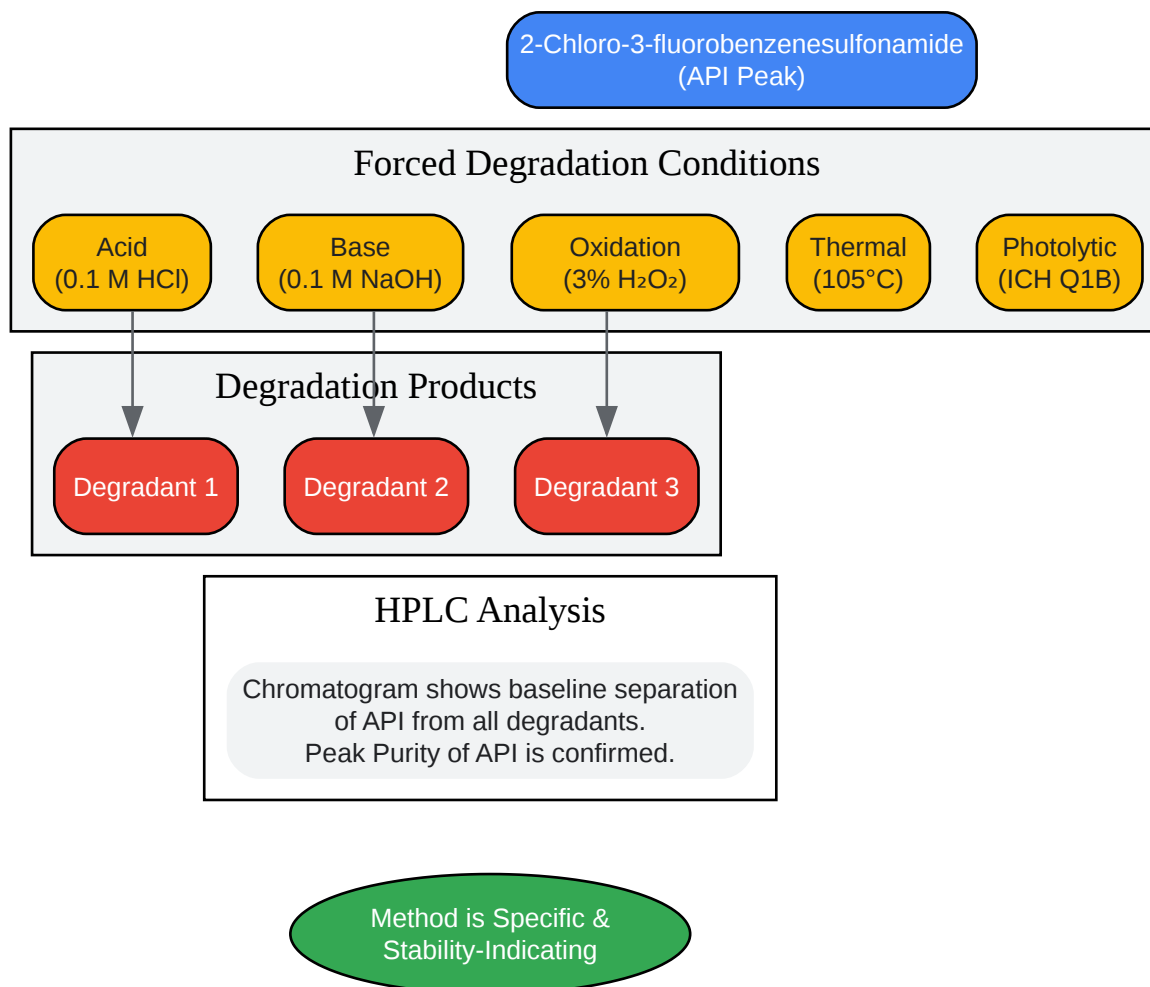 2-Chloro-3-fluorobenzenesulfonamide
(API Peak)
Forced Degradation Conditions
Acid
(0.1 M HCl)
Base
(0.1 M NaOH)
Oxidation
(3% H₂O₂)
Thermal
(105°C)
Photolytic
(ICH Q1B)
Degradation Products
Degradant 1
Degradant 2
Degradant 3
HPLC Analysis
Chromatogram shows baseline separation
of API from all degradants.
Peak Purity of API is confirmed.
Method is Specific &
Stability-Indicating